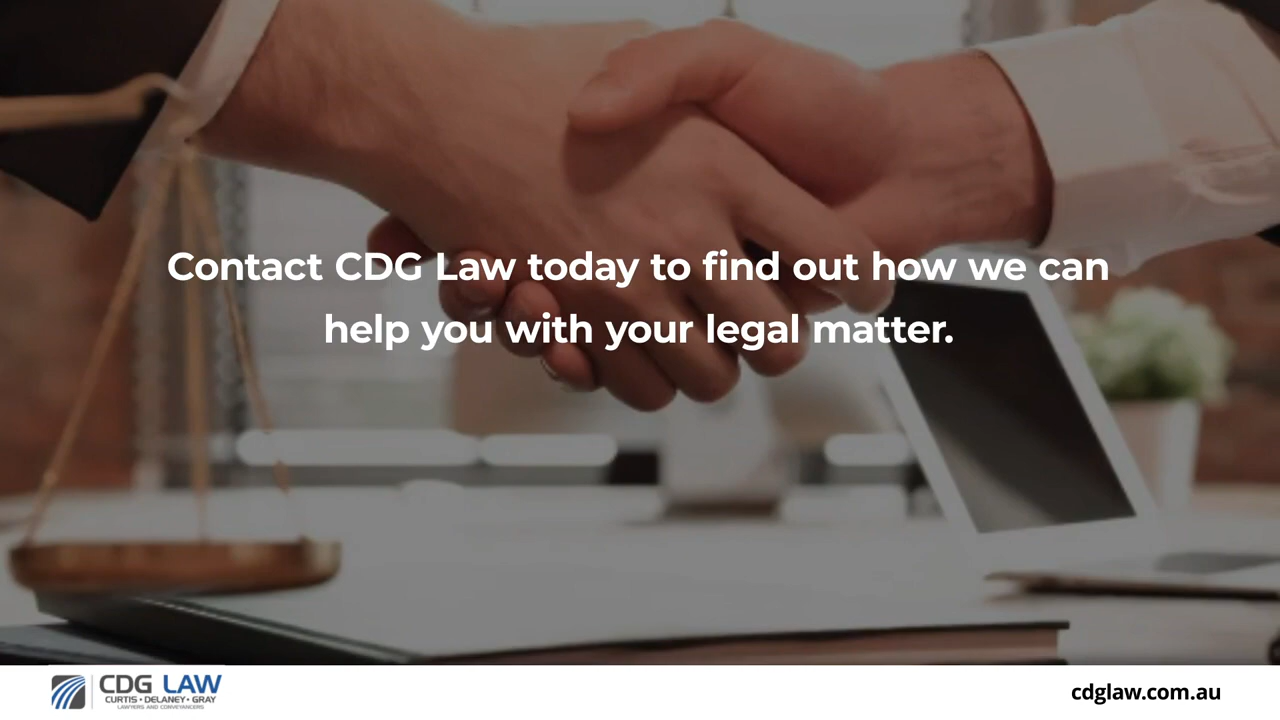 Contact CDG Law today to find out how we can
help you with your legal matter.
CDG LAW
CURTIS • DELANEY • GRAY
LAWYERS AND CONVEYANCERS
cdglaw.com.au